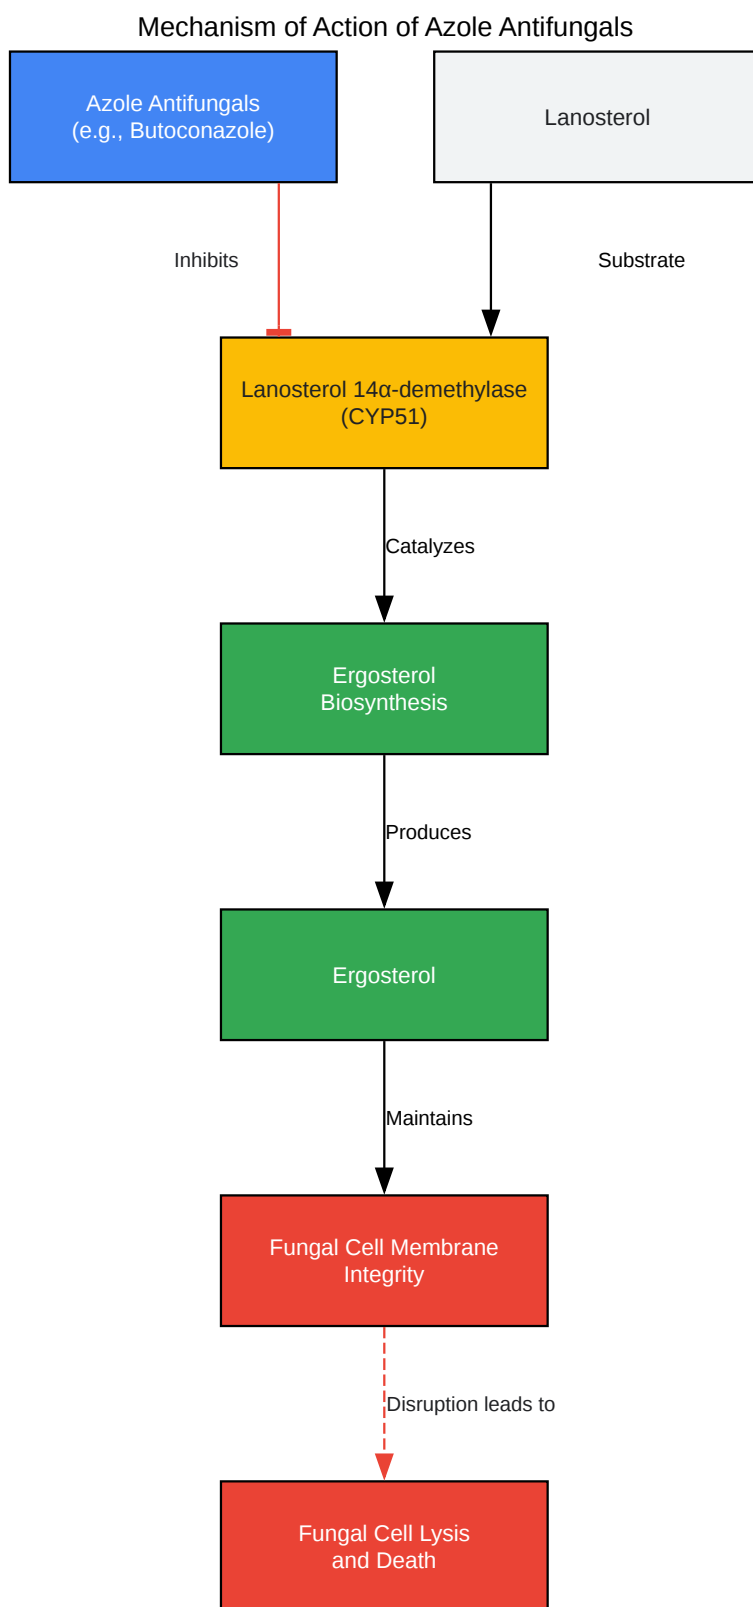 Mechanism of Action of Azole Antifungals
Azole Antifungals
(e.g., Butoconazole)
Lanosterol
Inhibits
Substrate
Lanosterol 14α-demethylase
(CYP51)
Catalyzes
Ergosterol
Biosynthesis
Produces
Ergosterol
Maintains
Fungal Cell Membrane
Integrity
Disruption leads to
Fungal Cell Lysis
and Death